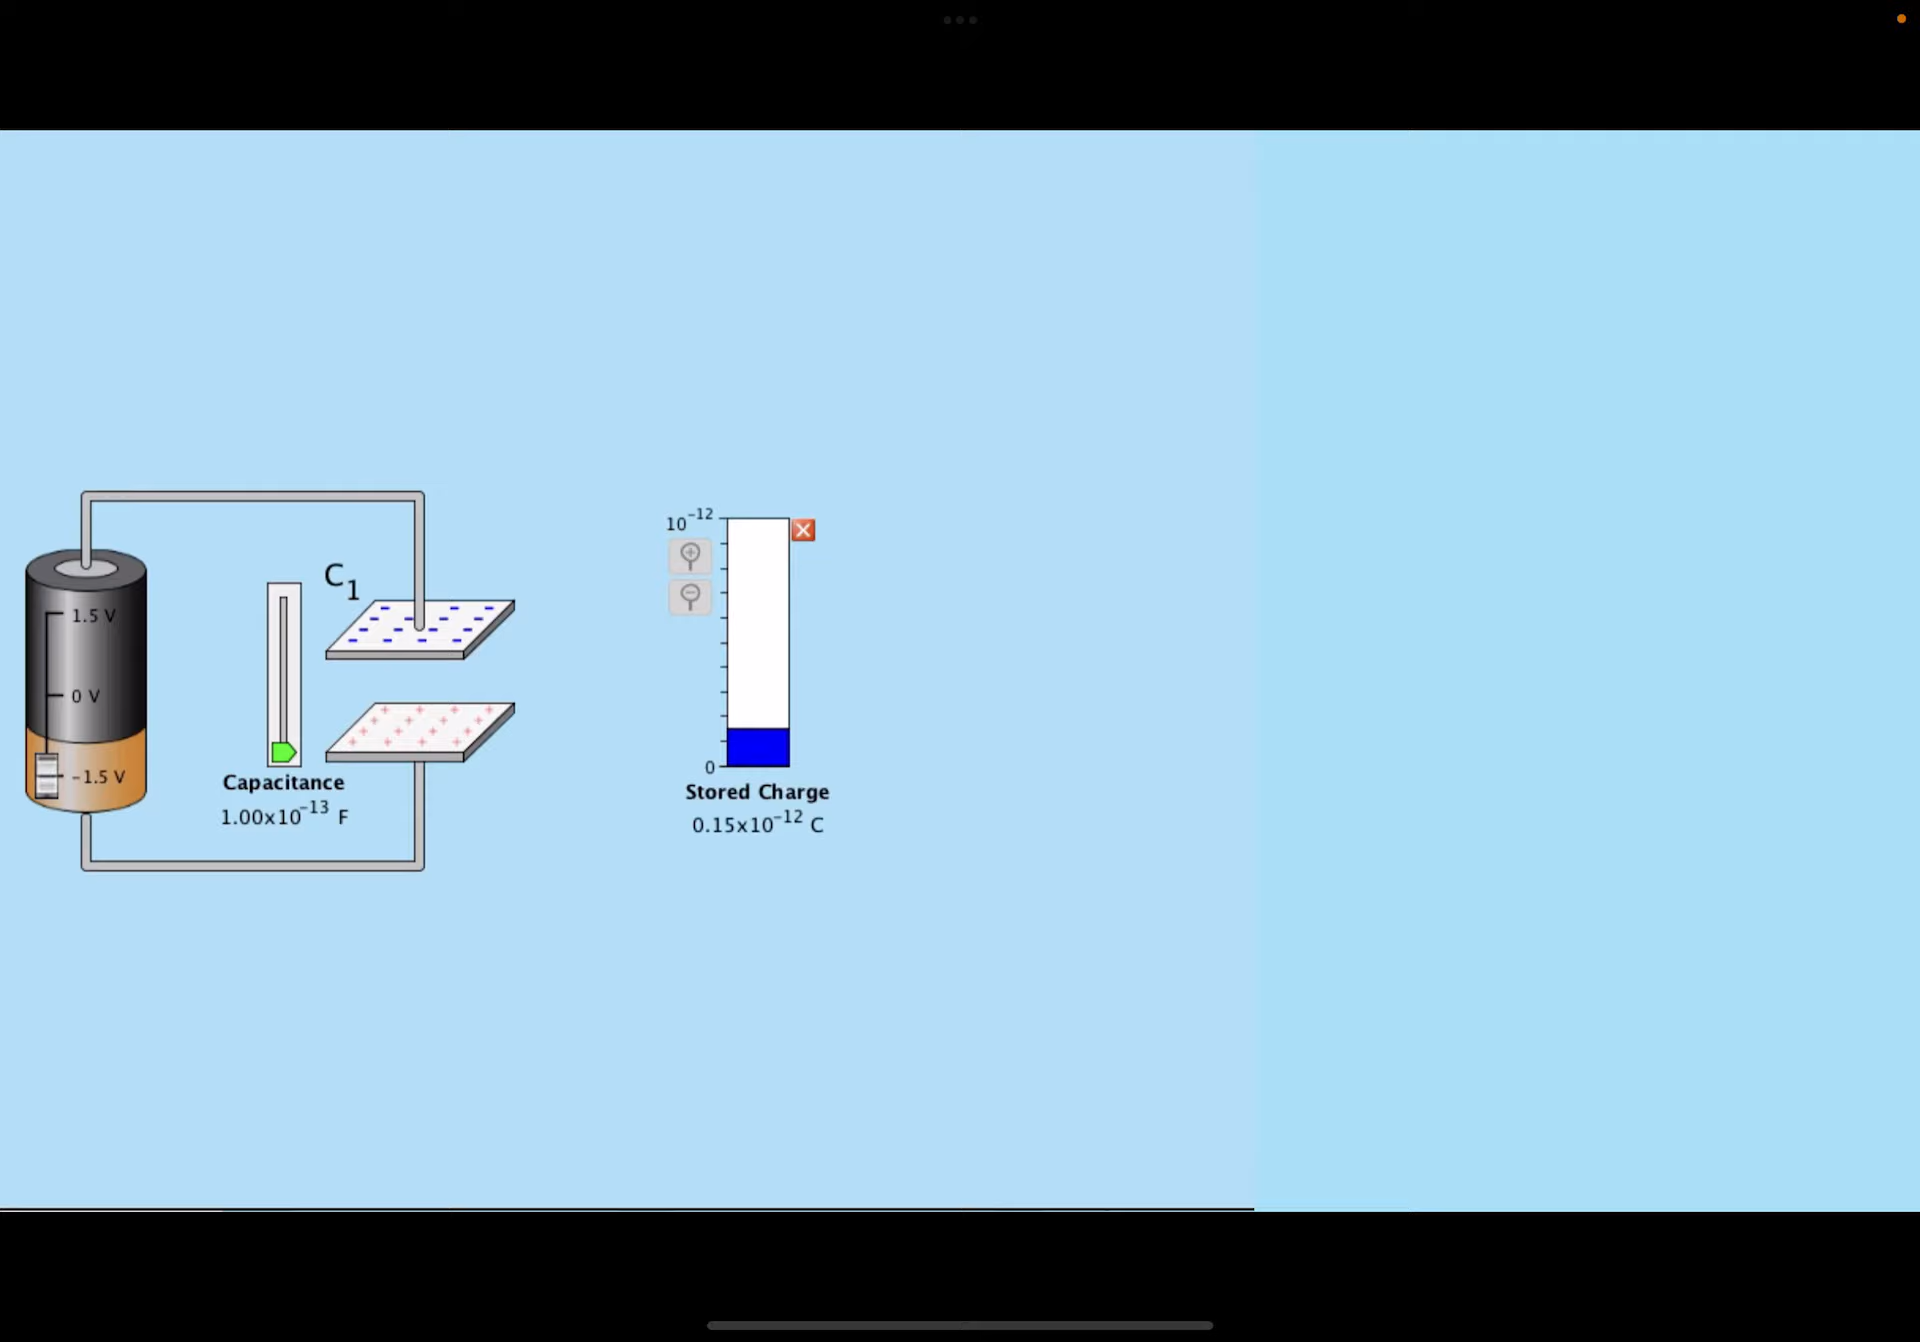 10⁻¹²
C₁
1.5 V
0 V
-1.5 V
0
Capacitance
1.00x10⁻¹³ F
Stored Charge
0.15x10⁻¹² C